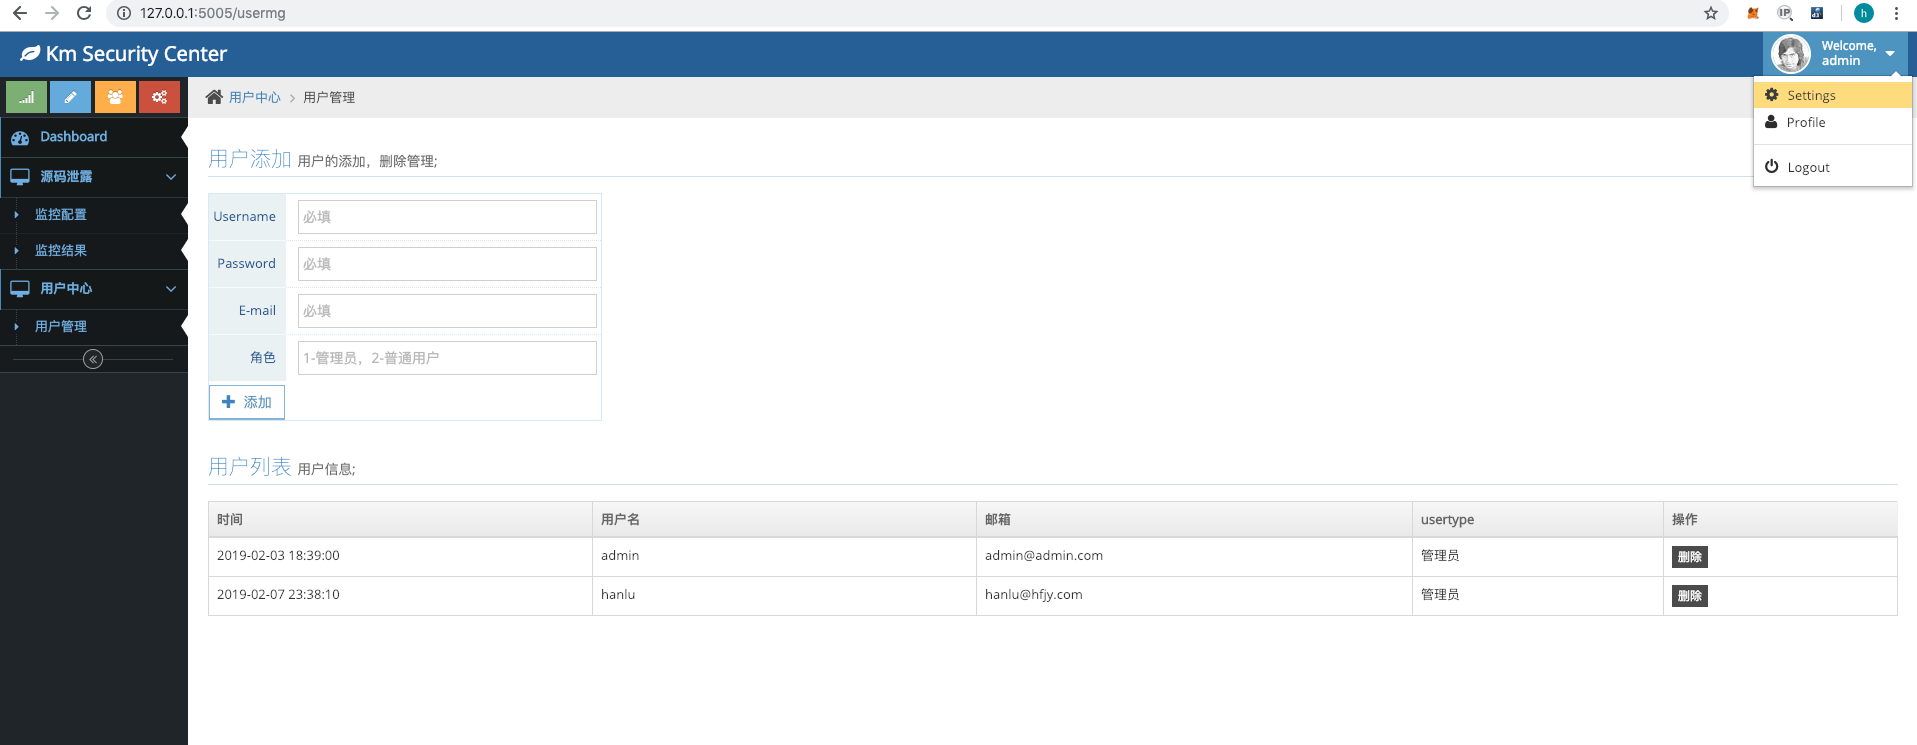 127.0.0.1:5005/usermg
IP
d3
h
Km Security Center
Welcome,
admin
Settings
Profile
Logout
Dashboard
源码泄露
监控配置
监控结果
用户中心
用户管理
用户中心 > 用户管理
用户添加 用户的添加，删除管理;
Username 必填
Password 必填
E-mail 必填
角色 1-管理员，2-普通用户
添加
用户列表 用户信息;
时间 用户名 邮箱 usertype 操作
2019-02-03 18:39:00 admin admin@admin.com 管理员 删除
2019-02-07 23:38:10 hanlu hanlu@hfjy.com 管理员 删除